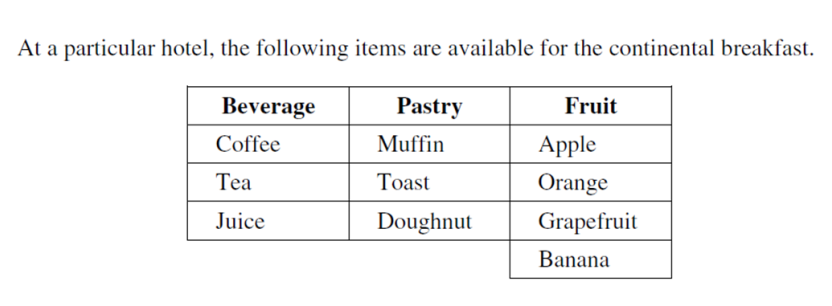 At a particular hotel, the following items are available for the continental breakfast.
Beverage Pastry Fruit
Coffee Muffin Apple
Tea Toast Orange
Juice Doughnut Grapefruit
Banana